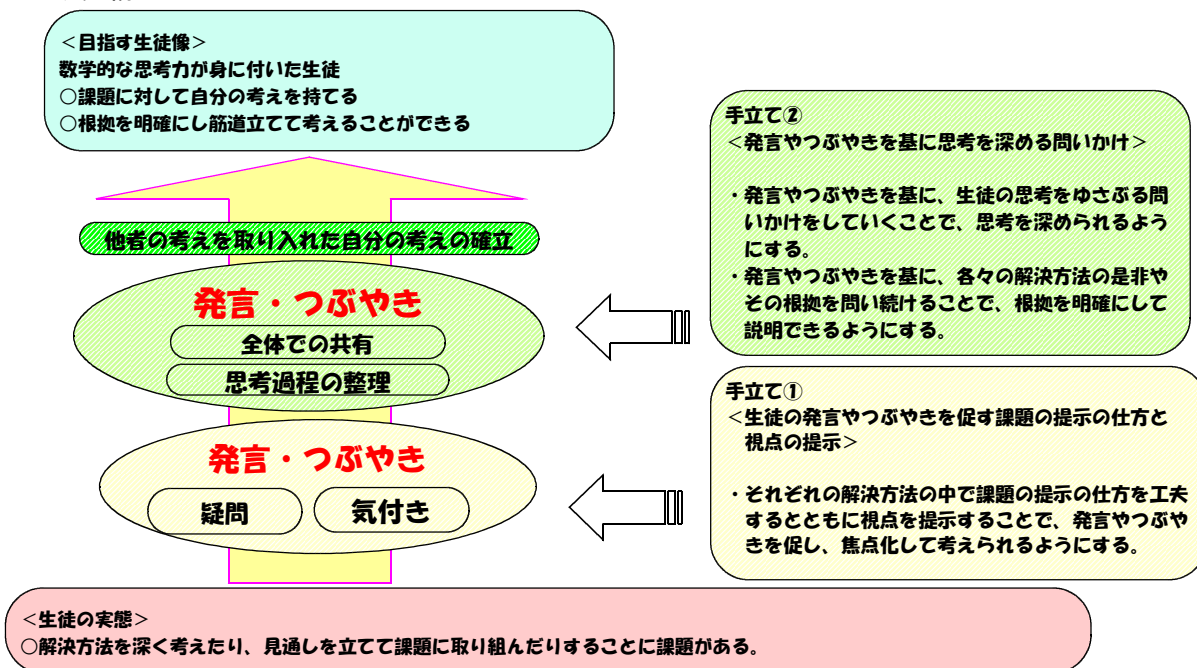 ＜目指す生徒像＞
数学的な思考力が身に付いた生徒
○課題に対して自分の考えを持てる
○根拠を明確にし筋道立てて考えることができる
他者の考えを取り入れた自分の考えの確立
発言・つぶやき
全体での共有
思考過程の整理
発言・つぶやき
疑問
気付き
手立て②
＜発言やつぶやきを基に思考を深める問いかけ＞
・発言やつぶやきを基に、生徒の思考をゆさぶる問
いかけをしていくことで、思考を深められるよう
にする。
・発言やつぶやきを基に、各々の解決方法の是非や
その根拠を問い続けることで、根拠を明確にして
説明できるようにする。
手立て①
＜生徒の発言やつぶやきを促す課題の提示の仕方と
視点の提示＞
・それぞれの解決方法の中で課題の提示の仕方を工夫
するとともに視点を提示することで、発言やつぶや
きを促し、焦点化して考えられるようにする。
＜生徒の実態＞
○解決方法を深く考えたり、見通しを立てて課題に取り組んだりすることに課題がある。